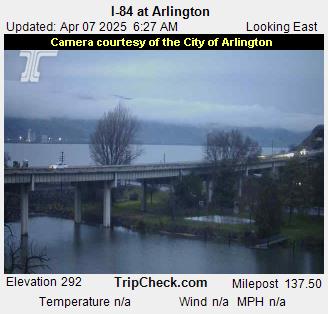 I-84 at Arlington
Updated: Apr 07 2025 6:27 AM Looking East
Camera courtesy of the City of Arlington
Elevation 292 TripCheck.com Milepost 137.50
Temperature n/a Wind n/a MPH n/a